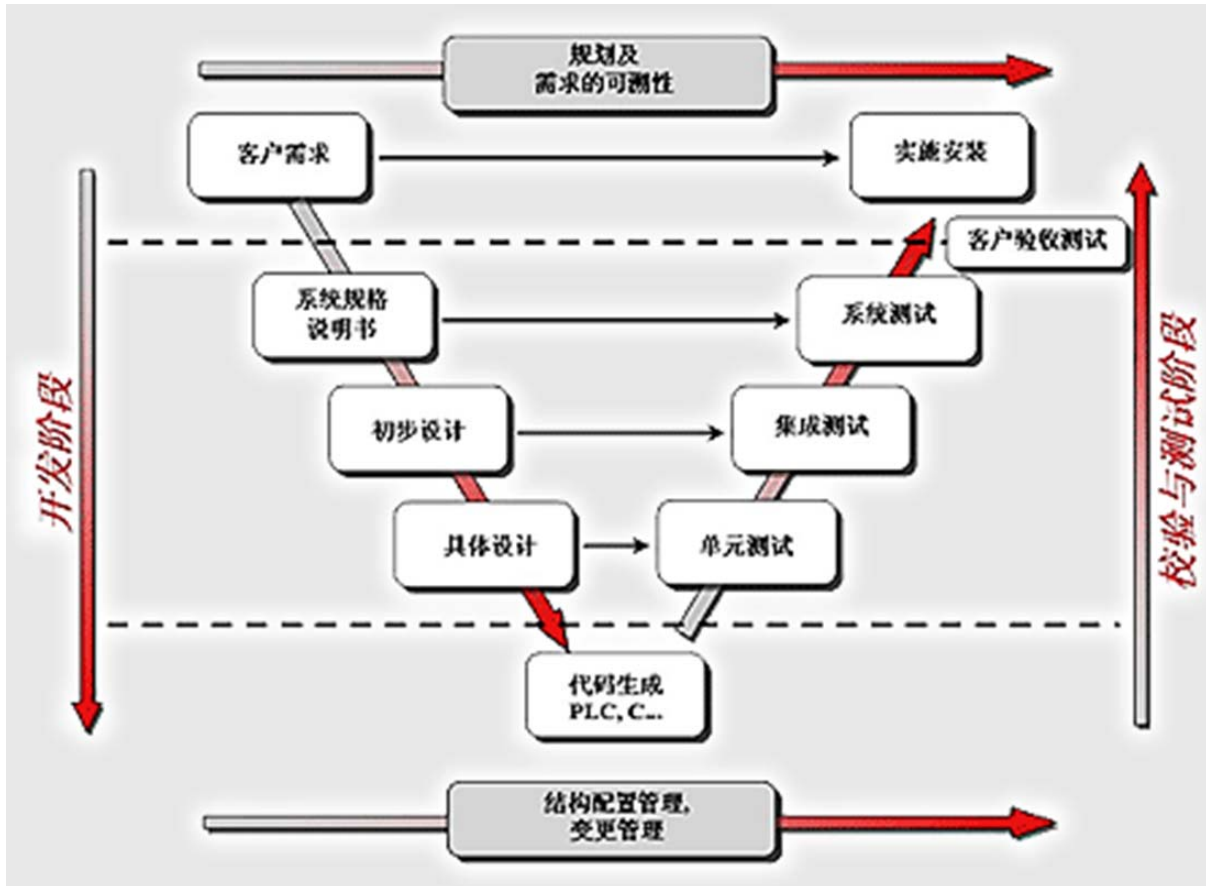 规划及
需求的可测性
客户需求
实施安装
客户验收测试
系统规格
说明书
系统测试
初步设计
集成测试
具体设计
单元测试
代码生成
PLC, C...
开发阶段
校验与测试阶段
结构配置管理,
变更管理